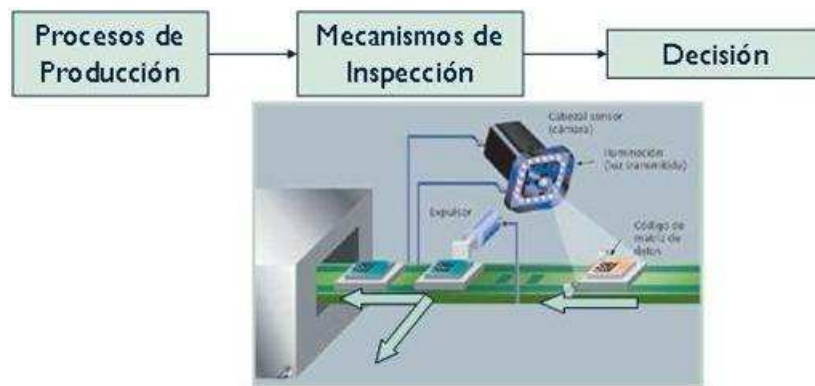 Procesos de
Producción
Mecanismos de
Inspección
Decisión
Cabezal sensor
(cámara)
Iluminación
(luz transmitida)
Expulsor
Código de
matriz de
datos